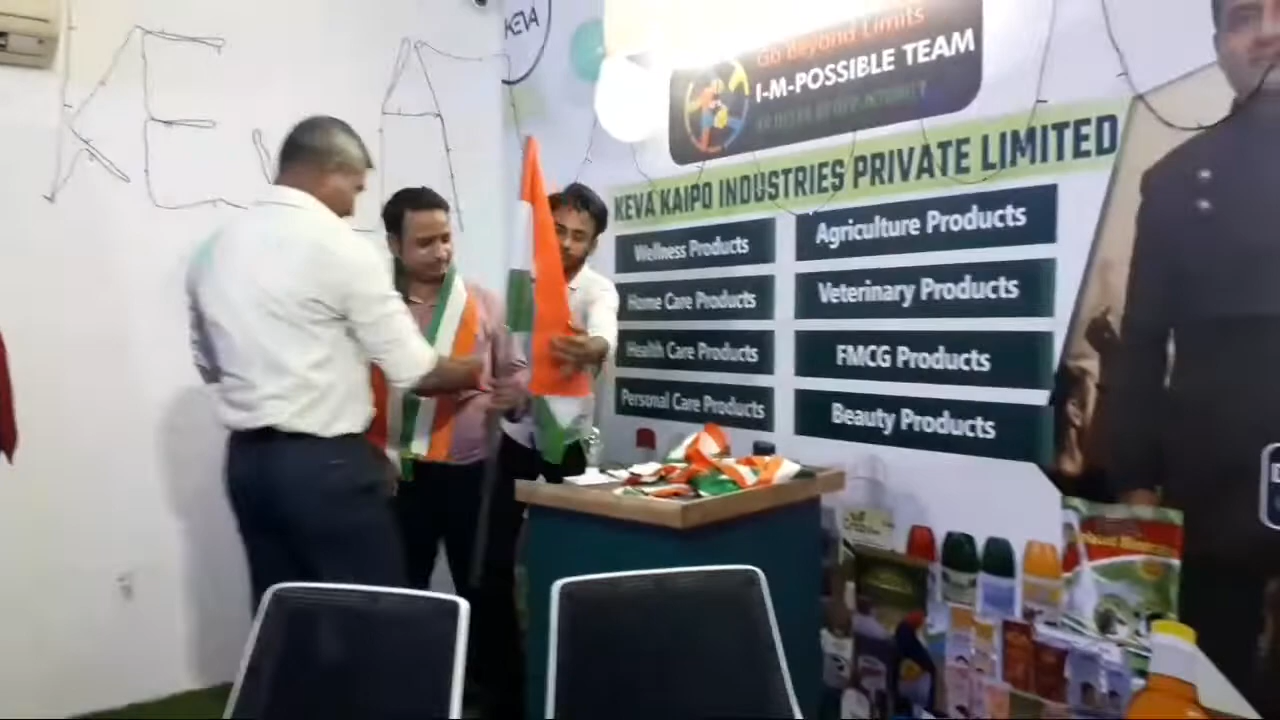 KEVA
Go Beyond Limits
I-M-POSSIBLE TEAM
KEVA KAIPO INDUSTRIES PRIVATE LIMITED
Wellness Products
Agriculture Products
Home Care Products
Veterinary Products
Health Care Products
FMCG Products
Personal Care Products
Beauty Products